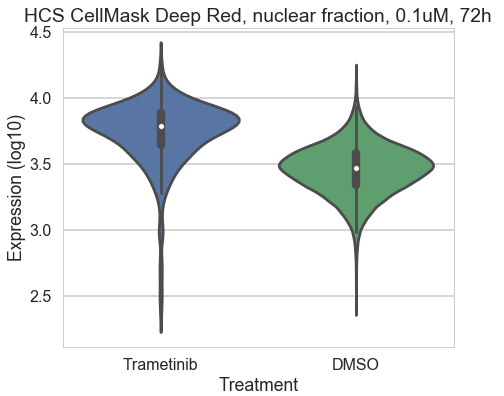 HCS CellMask Deep Red, nuclear fraction, 0.1uM, 72h
4.5
4.0
3.5
3.0
2.5
Expression (log10)
Trametinib
DMSO
Treatment